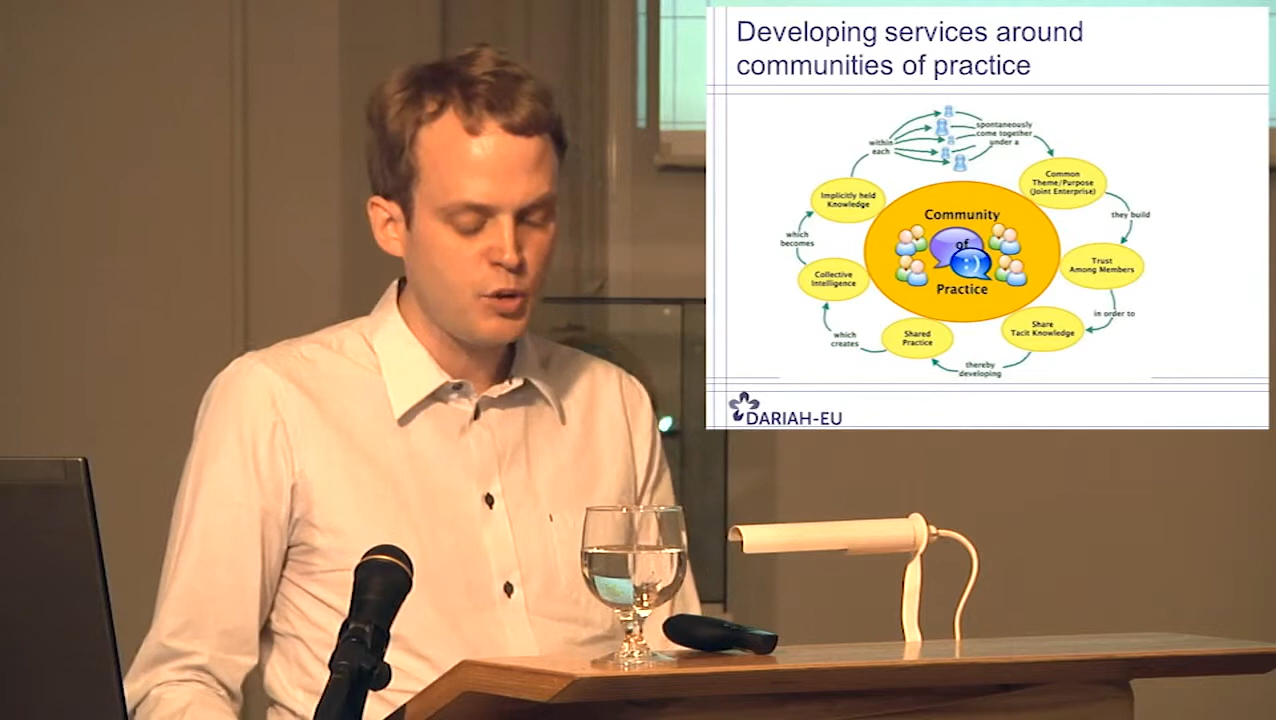 Developing services around
communities of practice
within
each
spontaneously
come together
under a
Common
Theme/Purpose
(Joint Enterprise)
they build
Trust
Among Members
in order to
Share
Tacit Knowledge
thereby
developing
Shared
Practice
which
creates
Collective
Intelligence
which
becomes
Implicitly held
Knowledge
Community
of
Practice
DARIAH-EU